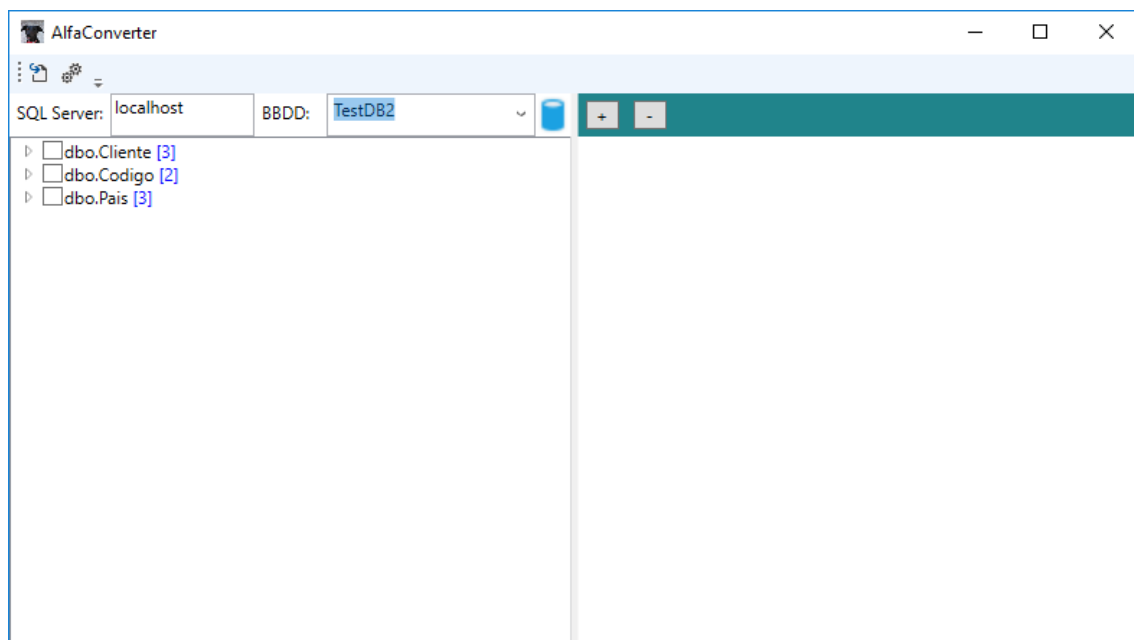 AlfaConverter
SQL Server: localhost BBDD: TestDB2 + -
dbo.Cliente [3]
dbo.Codigo [2]
dbo.Pais [3]